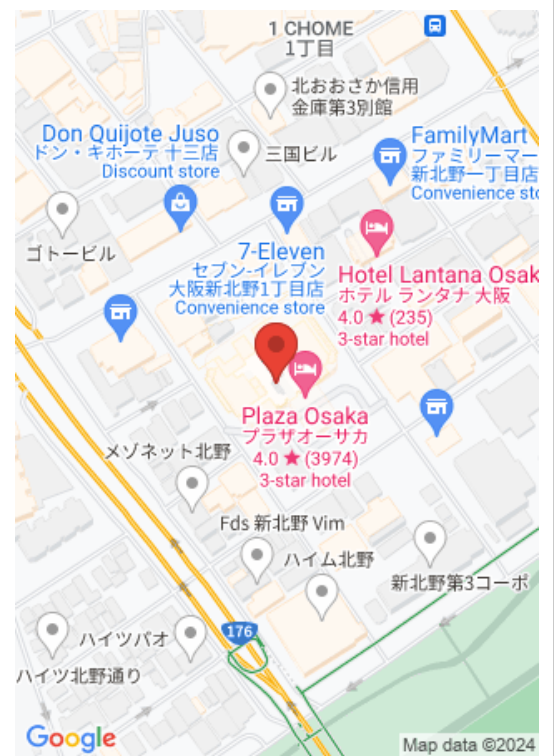 1 CHOME
1丁目
北おおさか信用
金庫第3別館
Don Quijote Juso
ドン・キホーテ 十三店
Discount store
三国ビル
FamilyMart
ファミリーマー
新北野一丁目店
Convenience sto
ゴトービル
7-Eleven
セブン-イレブン
大阪新北野1丁目店
Convenience store
Hotel Lantana Osak
ホテル ランタナ 大阪
4.0 ★ (235)
3-star hotel
Plaza Osaka
プラザオーサカ
4.0 ★ (3974)
3-star hotel
メゾネット北野
Fds 新北野 Vim
ハイム北野
新北野第3コーポ
176
ハイツパオ
ハイツ北野通り
Google
Map data ©2024